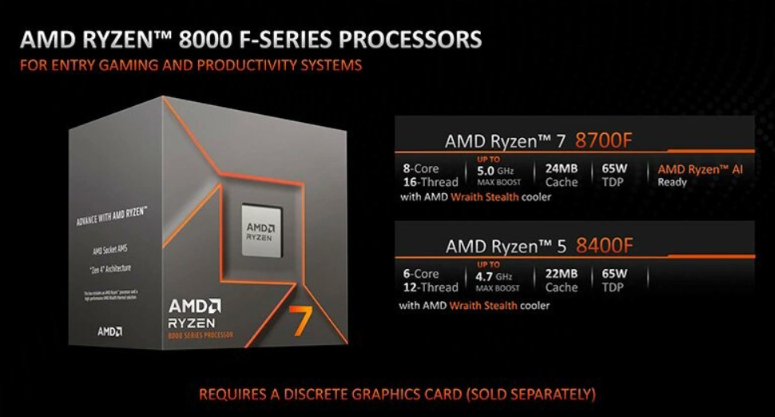 AMD RYZEN™ 8000 F-SERIES PROCESSORS
FOR ENTRY GAMING AND PRODUCTIVITY SYSTEMS
ADVANCE WITH AMD RYZEN™
AMD Socket AM5
"Zen 4" Architecture
AMD
AMD
RYZEN
AMD
RYZEN
8000 SERIES PROCESSOR
7
AMD Ryzen™ 7 8700F
8-Core
16-Thread
UP TO
5.0 GHz
MAX BOOST
24MB
Cache
65W
TDP
AMD Ryzen™ AI
Ready
with AMD Wraith Stealth cooler
AMD Ryzen™ 5 8400F
6-Core
12-Thread
UP TO
4.7 GHz
MAX BOOST
22MB
Cache
65W
TDP
with AMD Wraith Stealth cooler
REQUIRES A DISCRETE GRAPHICS CARD (SOLD SEPARATELY)